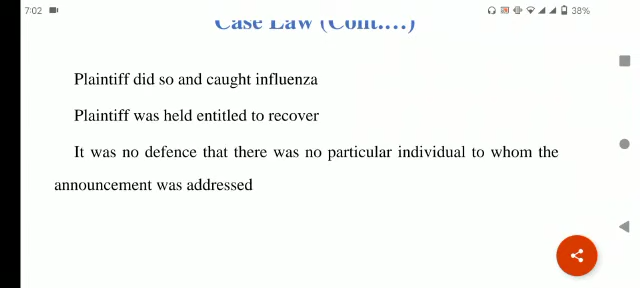 7:02
38%
Case Law (Cont.…)
Plaintiff did so and caught influenza
Plaintiff was held entitled to recover
It was no defence that there was no particular individual to whom the
announcement was addressed